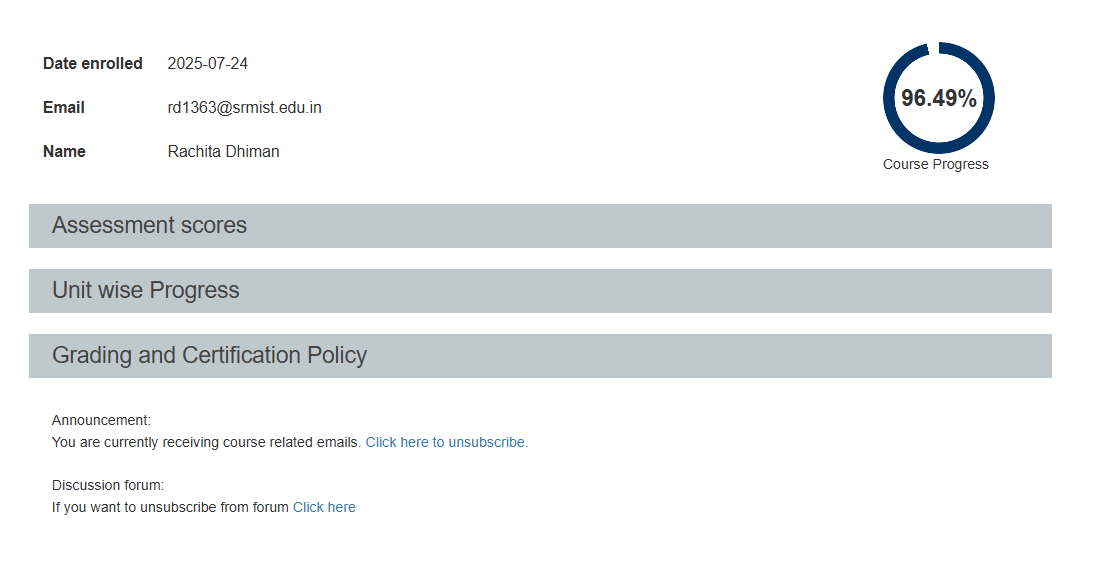 Date enrolled 2025-07-24
96.49%
Email rd1363@srmist.edu.in
Name Rachita Dhiman
Course Progress
Assessment scores
Unit wise Progress
Grading and Certification Policy
Announcement:
You are currently receiving course related emails. Click here to unsubscribe.
Discussion forum:
If you want to unsubscribe from forum Click here